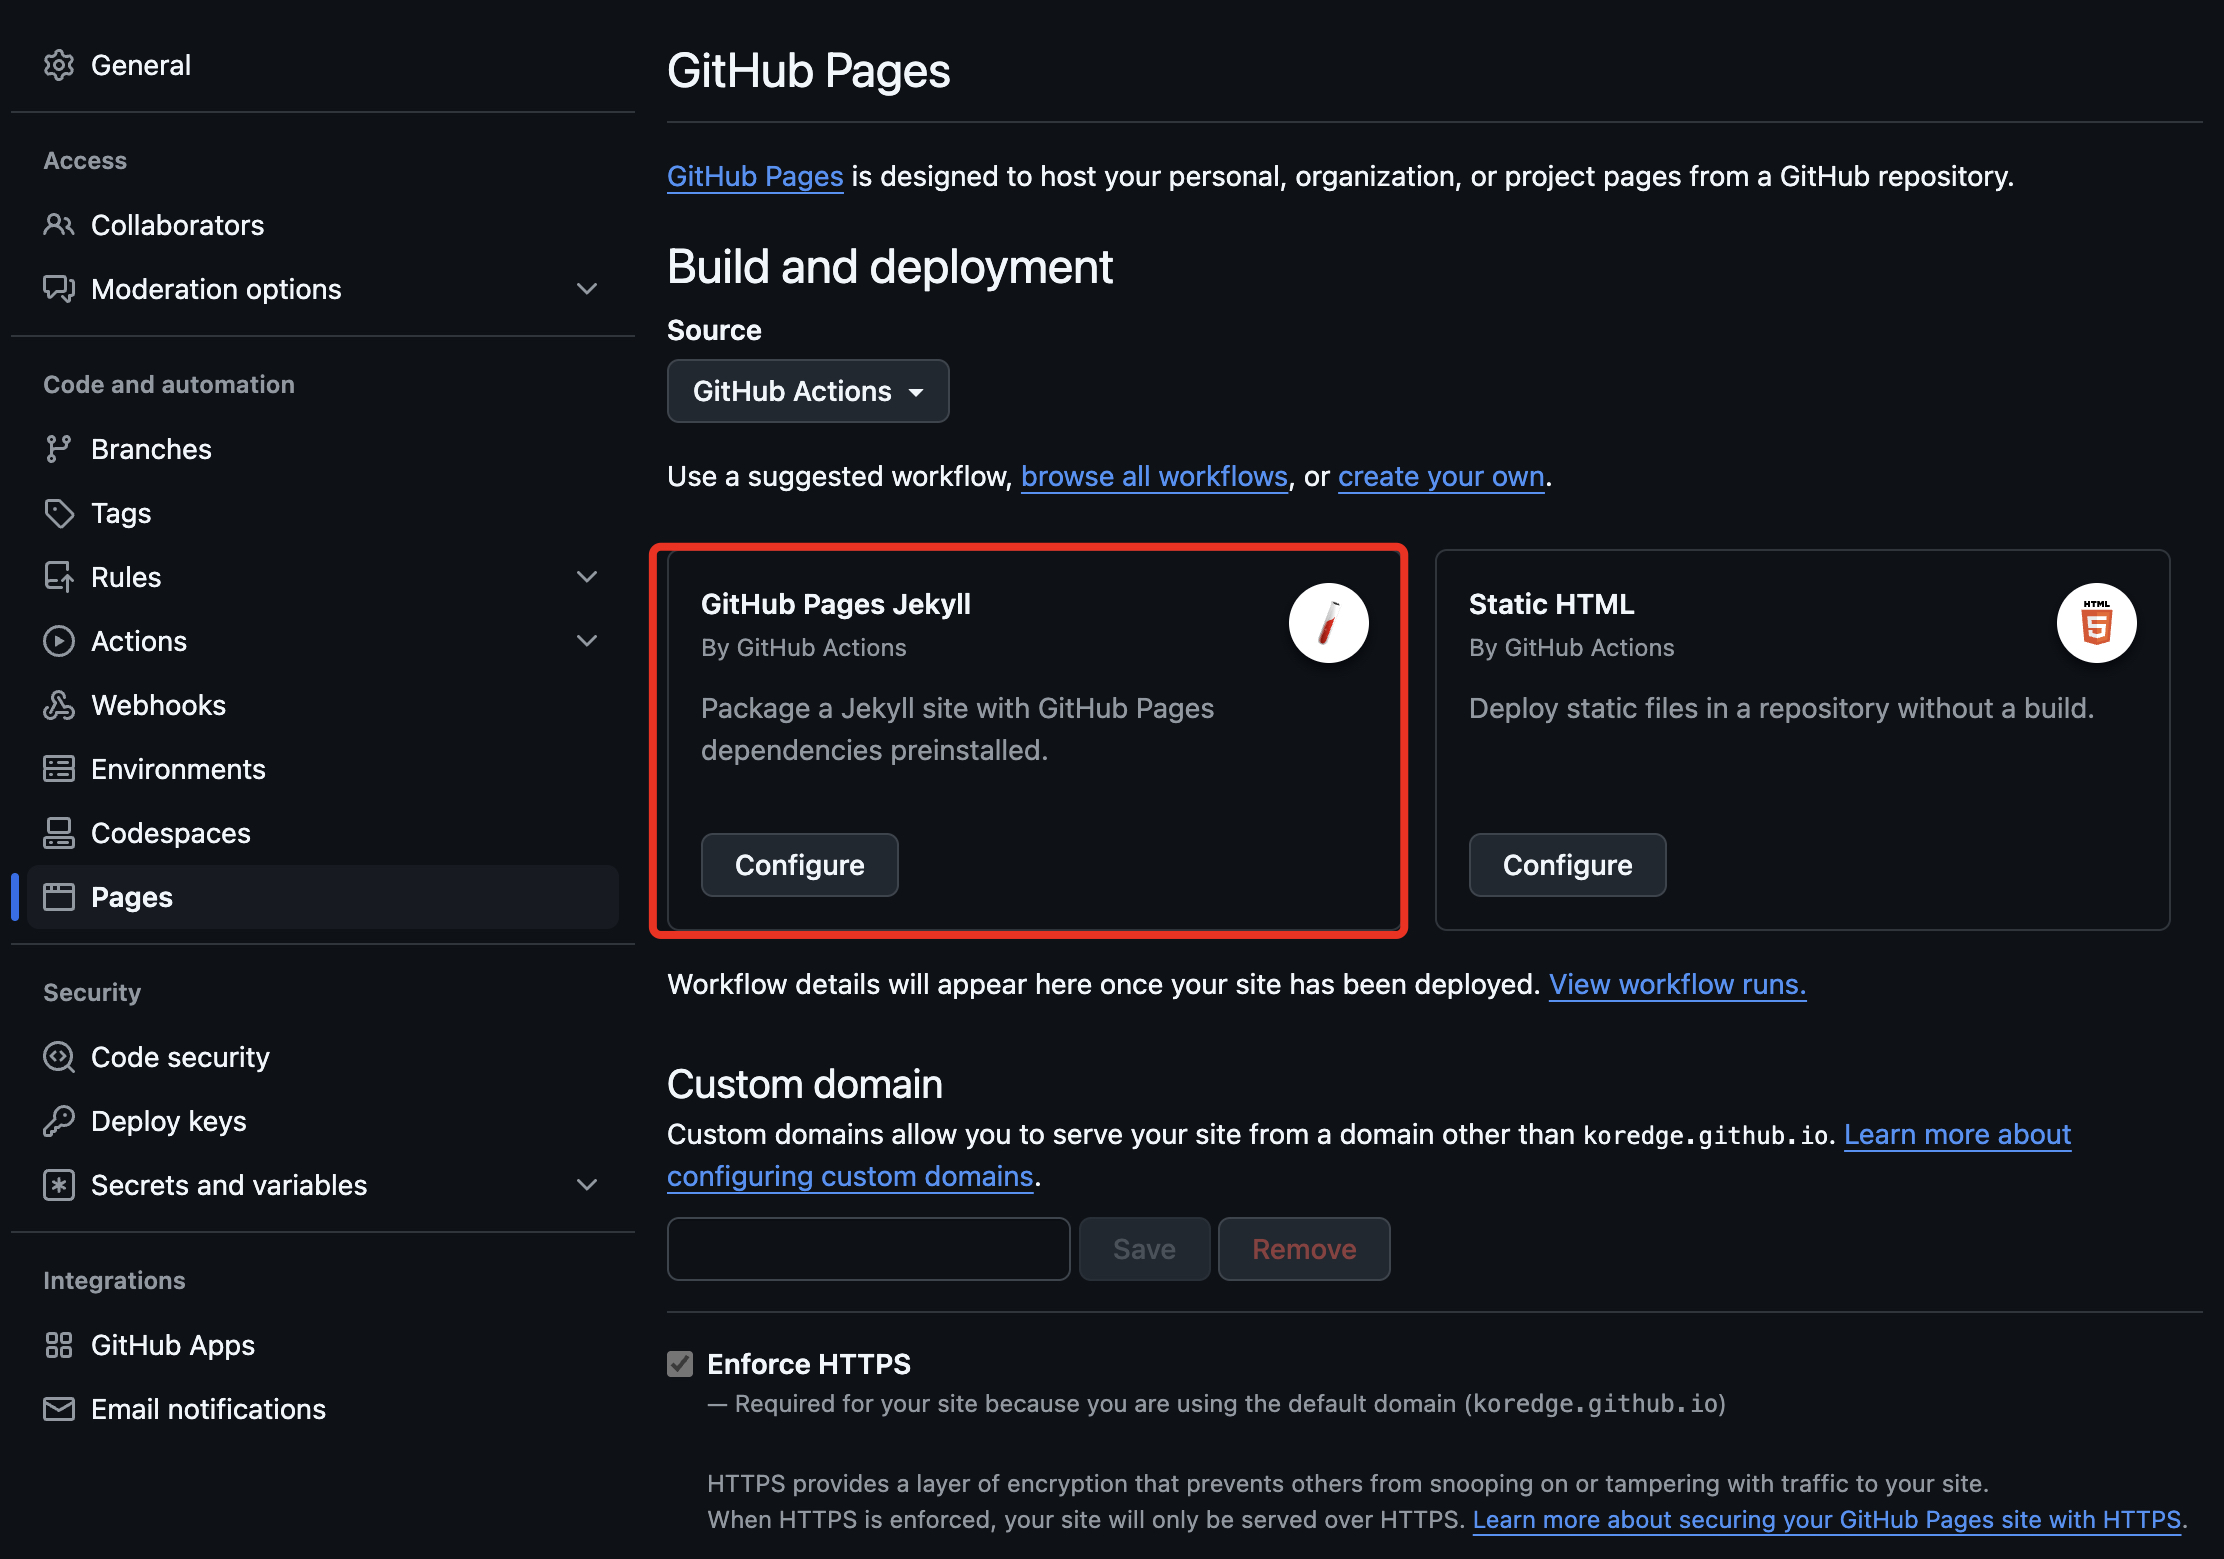 General
Access
Collaborators
Moderation options
Code and automation
Branches
Tags
Rules
Actions
Webhooks
Environments
Codespaces
Pages
Security
Code security
Deploy keys
Secrets and variables
Integrations
GitHub Apps
Email notifications
GitHub Pages
GitHub Pages is designed to host your personal, organization, or project pages from a GitHub repository.
Build and deployment
Source
GitHub Actions
Use a suggested workflow, browse all workflows, or create your own.
GitHub Pages Jekyll
By GitHub Actions
Package a Jekyll site with GitHub Pages
dependencies preinstalled.
Configure
Static HTML
By GitHub Actions
HTML
5
Deploy static files in a repository without a build.
Configure
Workflow details will appear here once your site has been deployed. View workflow runs.
Custom domain
Custom domains allow you to serve your site from a domain other than koredge.github.io. Learn more about
configuring custom domains.
Save
Remove
Enforce HTTPS
— Required for your site because you are using the default domain (koredge.github.io)
HTTPS provides a layer of encryption that prevents others from snooping on or tampering with traffic to your site.
When HTTPS is enforced, your site will only be served over HTTPS. Learn more about securing your GitHub Pages site with HTTPS.